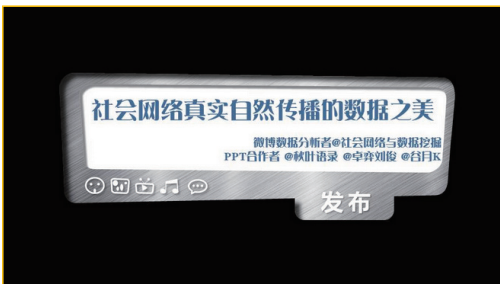 社会网络真实自然传播的数据之美
微博数据分析者@社会网络与数据挖掘
PPT合作者 @秋叶语录 @卓弈刘俊 @谷月K
发布